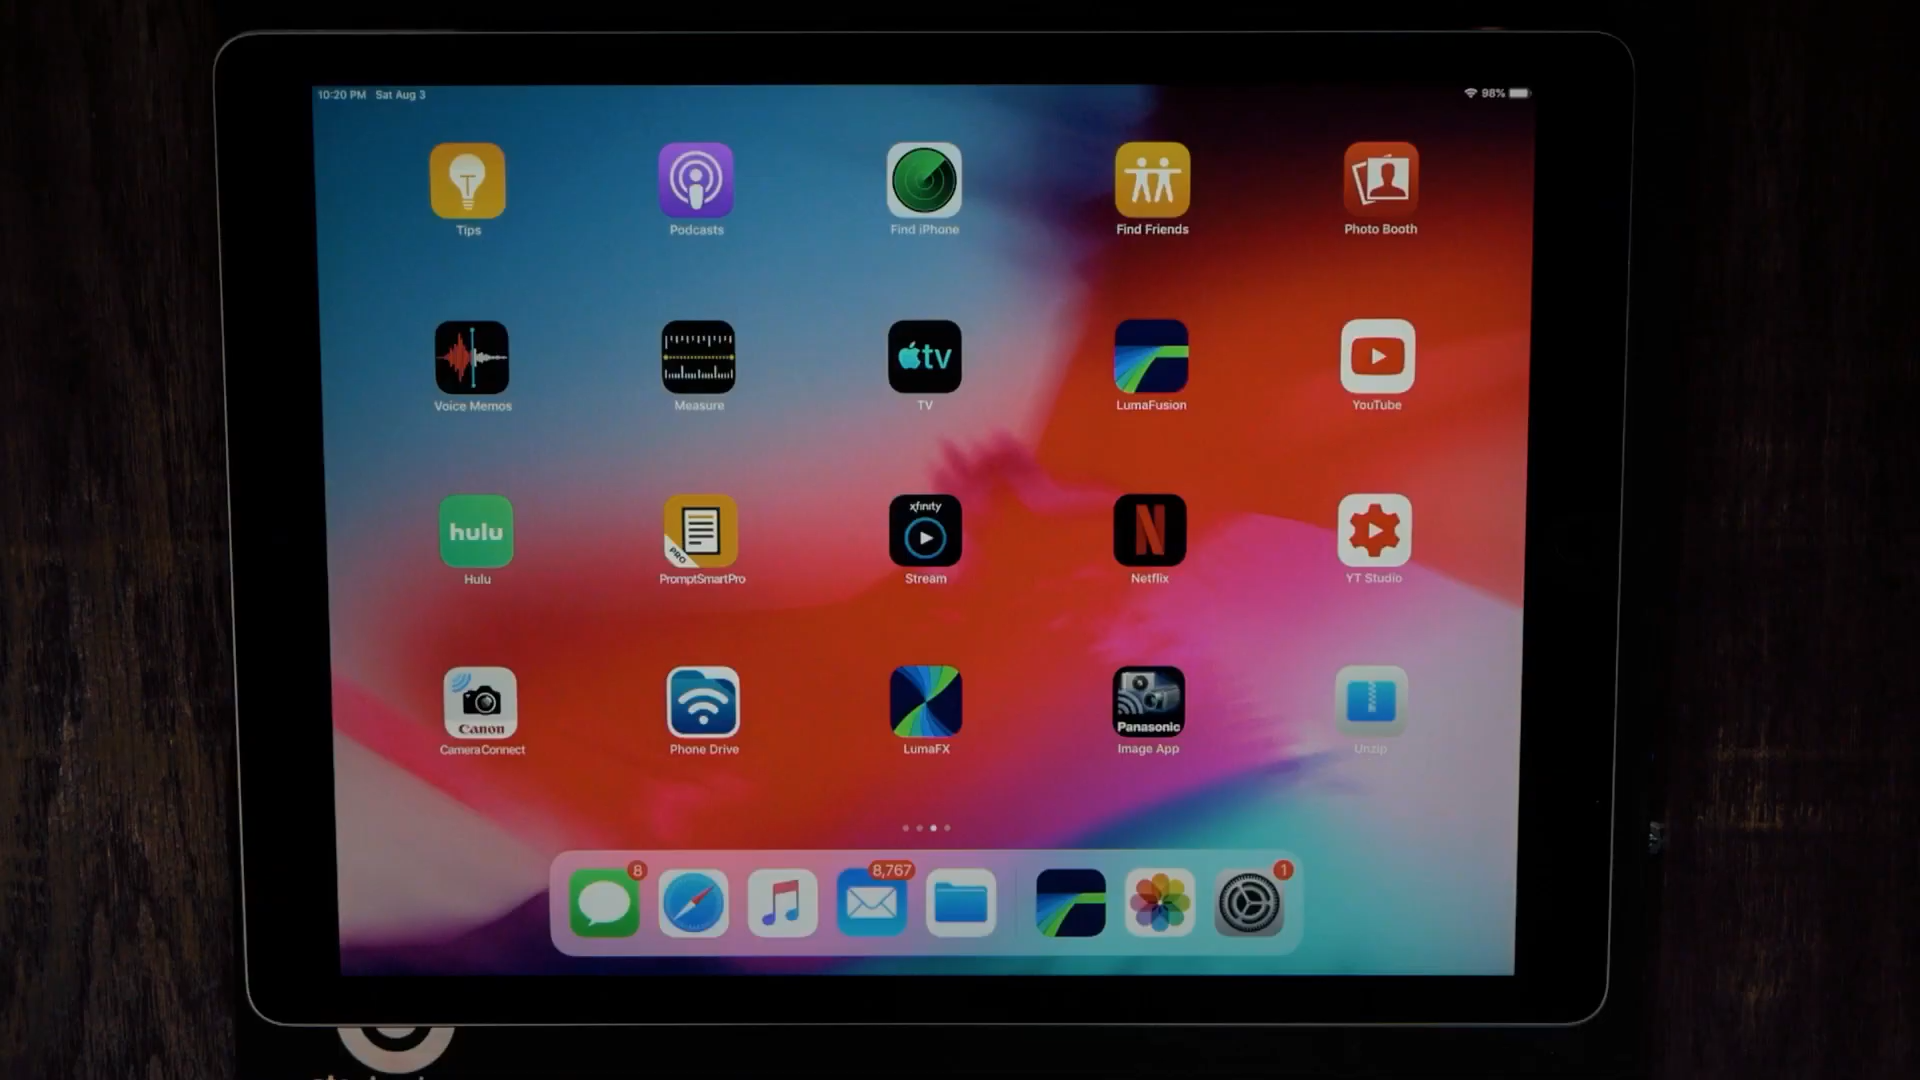 10:20 PM Sat Aug 3
98%
Tips
Podcasts
Find iPhone
Find Friends
Photo Booth
tv
Voice Memos
Measure
TV
LumaFusion
YouTube
hulu
PRO
xfinity
N
Hulu
PromptSmartPro
Stream
Netflix
YT Studio
Canon
Panasonic
CameraConnect
Phone Drive
LumaFX
Image App
Unzip
8
8,767
1